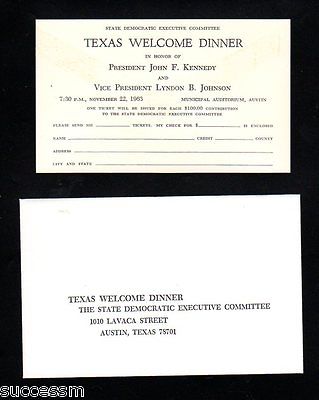 STATE DEMOCRATIC EXECUTIVE COMMITTEE
TEXAS WELCOME DINNER
IN HONOR OF
PRESIDENT JOHN F. KENNEDY
AND
VICE PRESIDENT LYNDON B. JOHNSON
7:30 P.M., NOVEMBER 22, 1963 MUNICIPAL AUDITORIUM, AUSTIN
ONE TICKET WILL BE ISSUED FOR EACH $100.00 CONTRIBUTION
TO THE STATE DEMOCRATIC EXECUTIVE COMMITTEE
PLEASE SEND ME TICKETS. MY CHECK FOR $ IS ENCLOSED
NAME CREDIT COUNTY
ADDRESS
CITY AND STATE
TEXAS WELCOME DINNER
THE STATE DEMOCRATIC EXECUTIVE COMMITTEE
1010 LAVACA STREET
AUSTIN, TEXAS 78701
successm